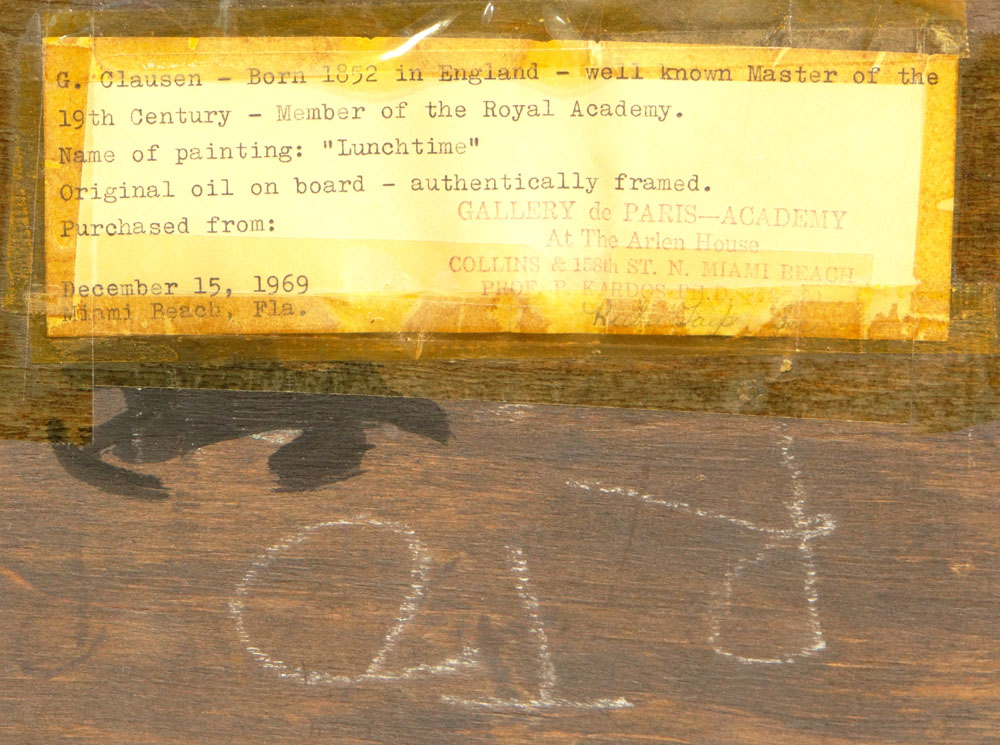 G. Clausen - Born 1852 in England - well known Master of the
19th Century - Member of the Royal Academy.
Name of painting: "Lunchtime"
Original oil on board - authentically framed.
Purchased from:
GALLERY de PARIS—ACADEMY
At The Arlen House
COLLINS & 158th ST. N. MIAMI BEACH
PROF. P. KARDOS
December 15, 1969
Miami Beach, Fla.